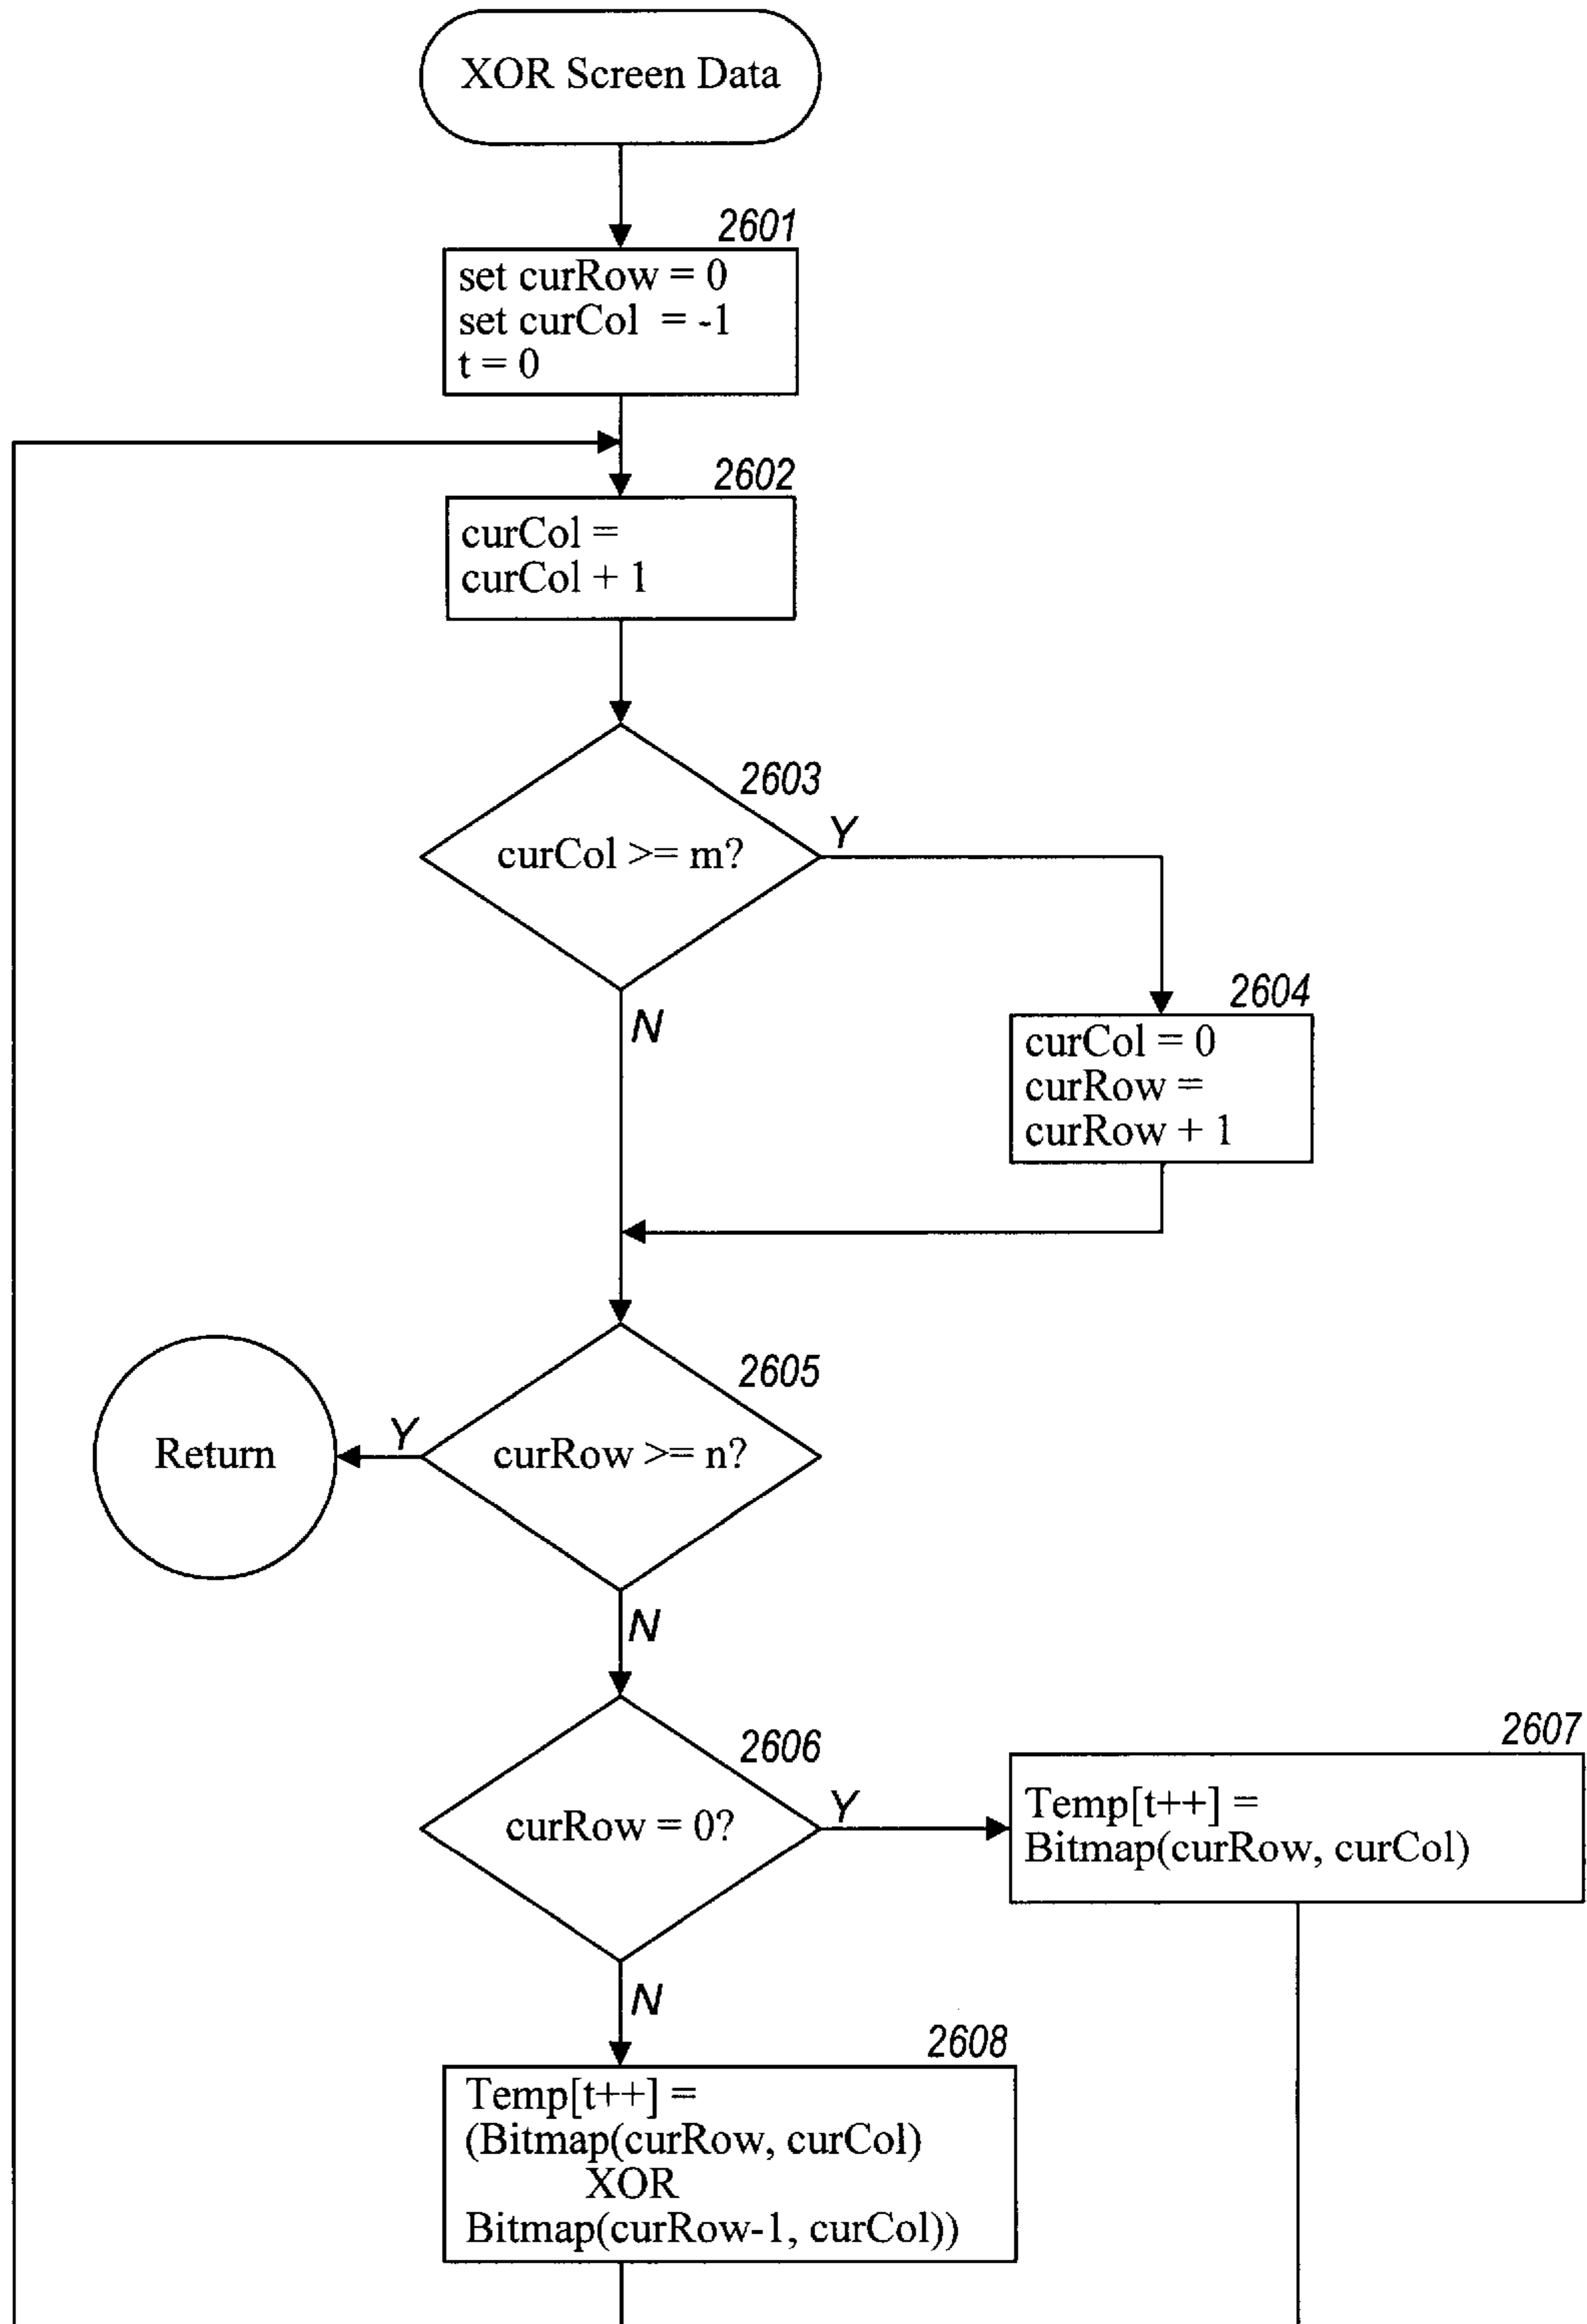 XOR Screen Data
2601
set curRow = 0
set curCol = -1
t = 0
2602
curCol =
curCol + 1
2603
curCol >= m?
Y
N
2604
curCol = 0
curRow =
curRow + 1
2605
curRow >= n?
Y
Return
N
2606
curRow = 0?
Y
2607
Temp[t++] =
Bitmap(curRow, curCol)
N
2608
Temp[t++] =
(Bitmap(curRow, curCol)
XOR
Bitmap(curRow-1, curCol))